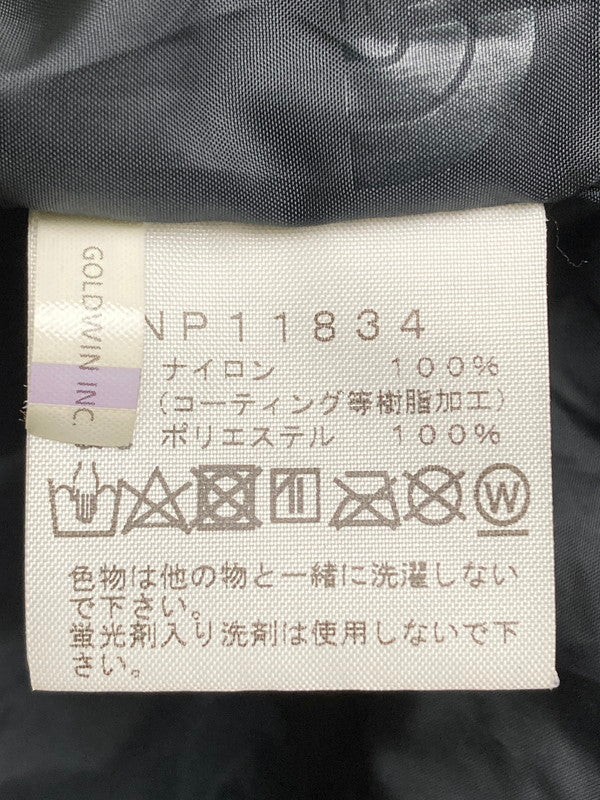 GOLDWIN INC.
NP11834
ナイロン 100%
(コーティング等樹脂加工)
ポリエステル 100%
W
色物は他の物と一緒に洗濯しない
で下さい。
蛍光剤入り洗剤は使用しないで下
さい。